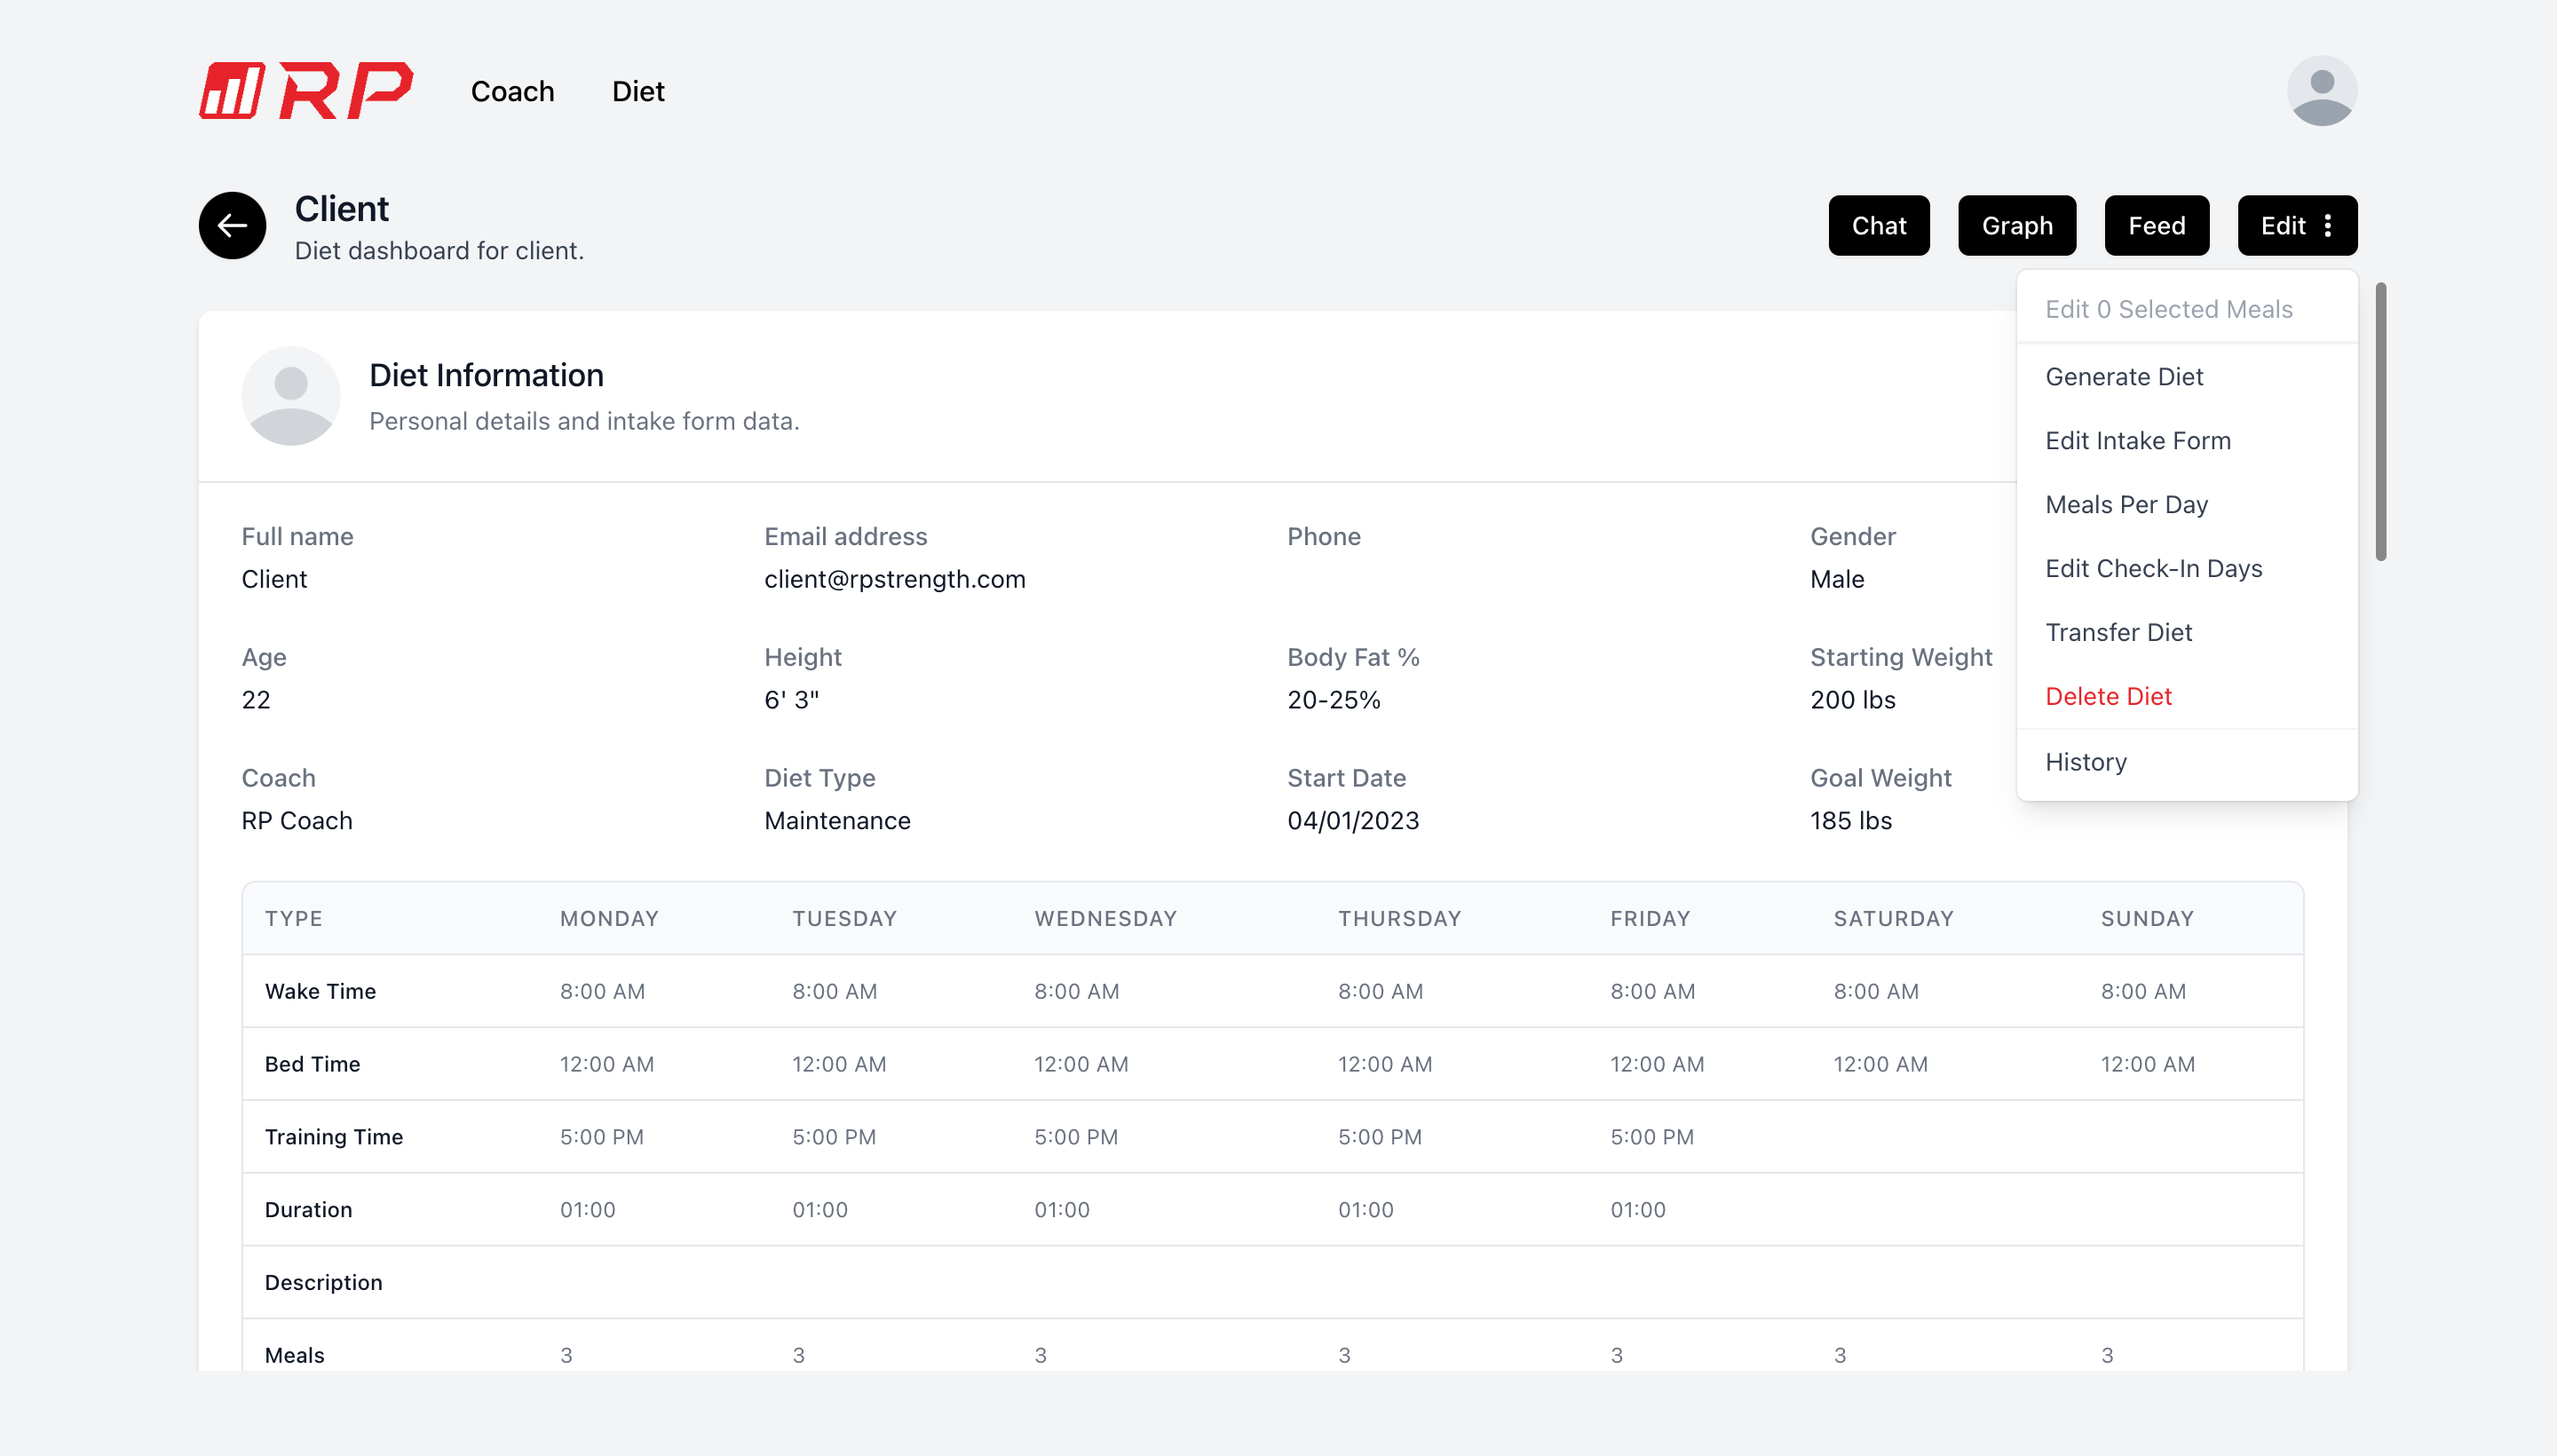 RP Coach Diet
Client
Diet dashboard for client.
Chat Graph Feed Edit
Edit 0 Selected Meals
Generate Diet
Edit Intake Form
Meals Per Day
Edit Check-In Days
Transfer Diet
Delete Diet
History
Diet Information
Personal details and intake form data.
Full name Email address Phone Gender
Client client@rpstrength.com Male
Age Height Body Fat % Starting Weight
22 6' 3" 20-25% 200 lbs
Coach Diet Type Start Date Goal Weight
RP Coach Maintenance 04/01/2023 185 lbs
TYPE MONDAY TUESDAY WEDNESDAY THURSDAY FRIDAY SATURDAY SUNDAY
Wake Time 8:00 AM 8:00 AM 8:00 AM 8:00 AM 8:00 AM 8:00 AM 8:00 AM
Bed Time 12:00 AM 12:00 AM 12:00 AM 12:00 AM 12:00 AM 12:00 AM 12:00 AM
Training Time 5:00 PM 5:00 PM 5:00 PM 5:00 PM 5:00 PM
Duration 01:00 01:00 01:00 01:00 01:00
Description
Meals 3 3 3 3 3 3 3